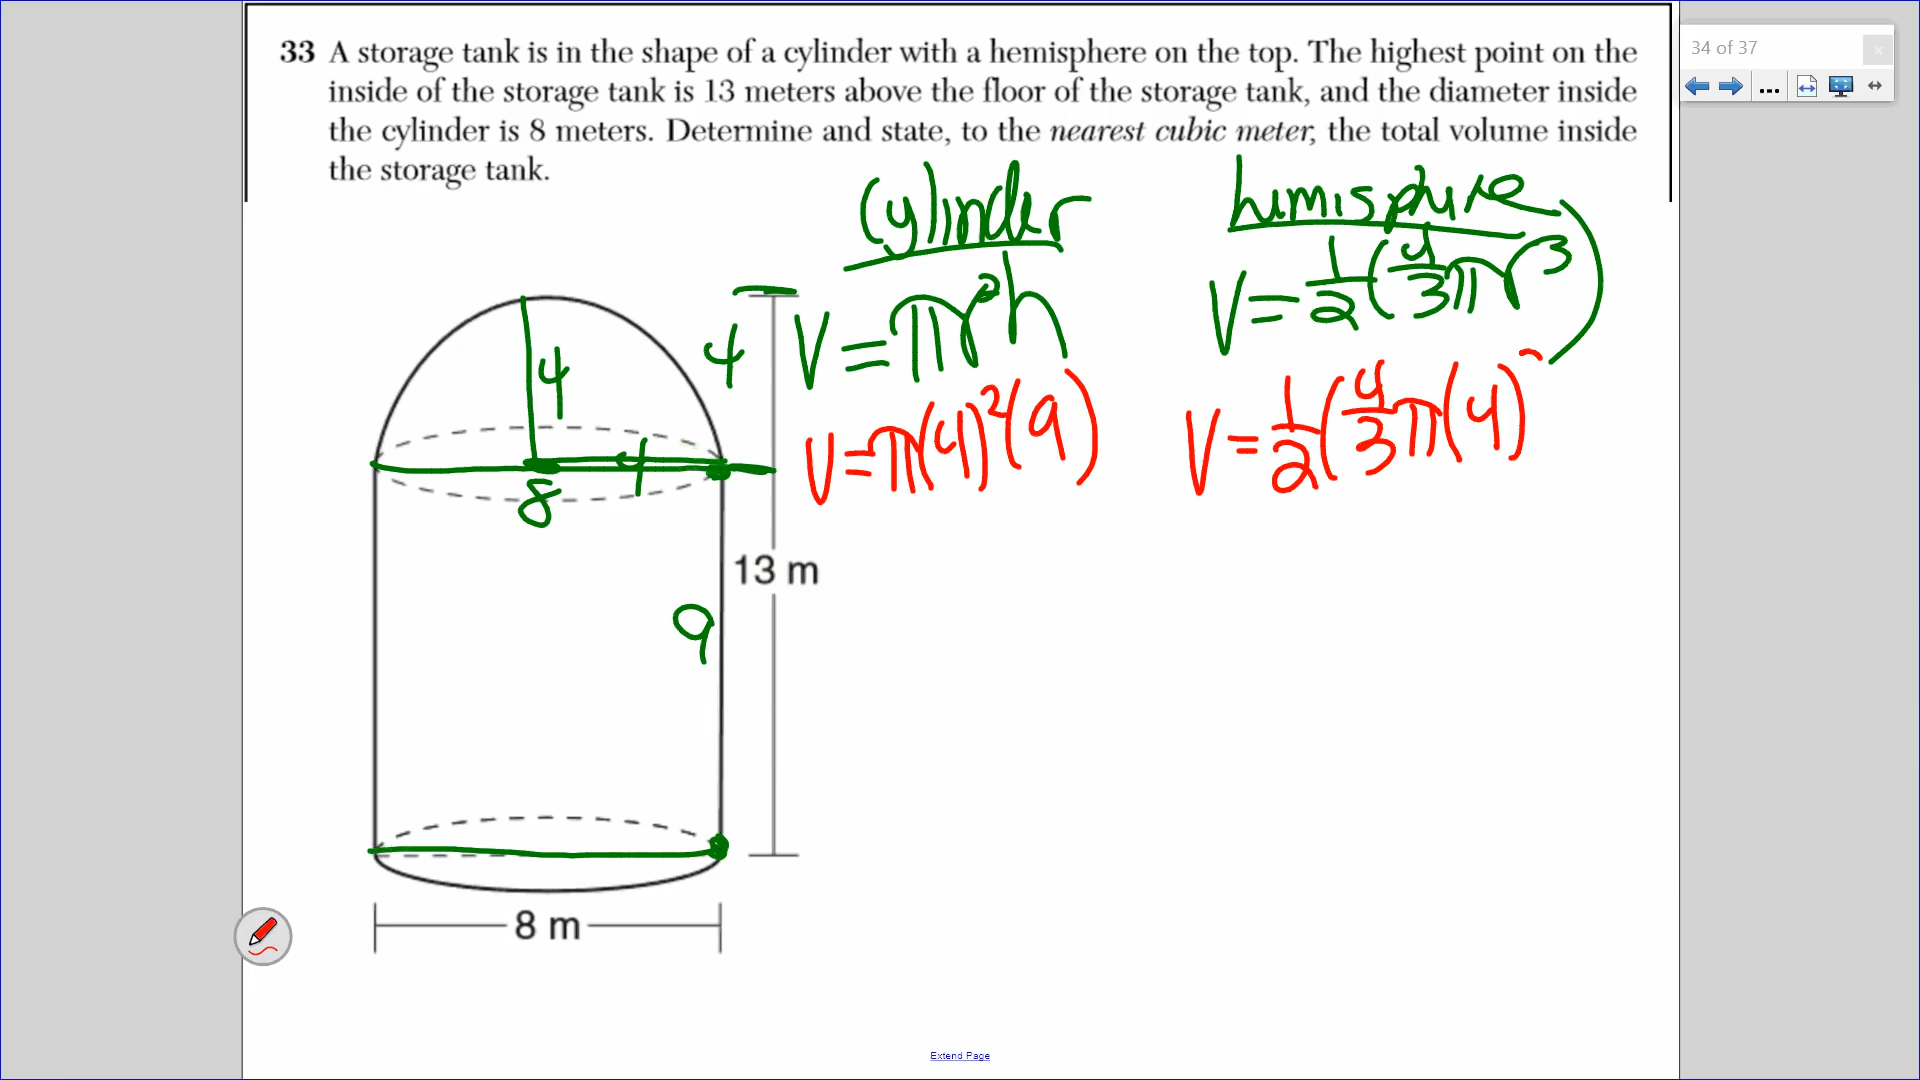 34 of 37
33 A storage tank is in the shape of a cylinder with a hemisphere on the top. The highest point on the
inside of the storage tank is 13 meters above the floor of the storage tank, and the diameter inside
the cylinder is 8 meters. Determine and state, to the nearest cubic meter, the total volume inside
the storage tank.
Cylinder
V=πr²h
V=π(4)²(9)
hemisphere
V=1/2(4/3πr³)
V=1/2(4/3π(4)
4
4
4
8
13 m
9
8 m
Extend Page